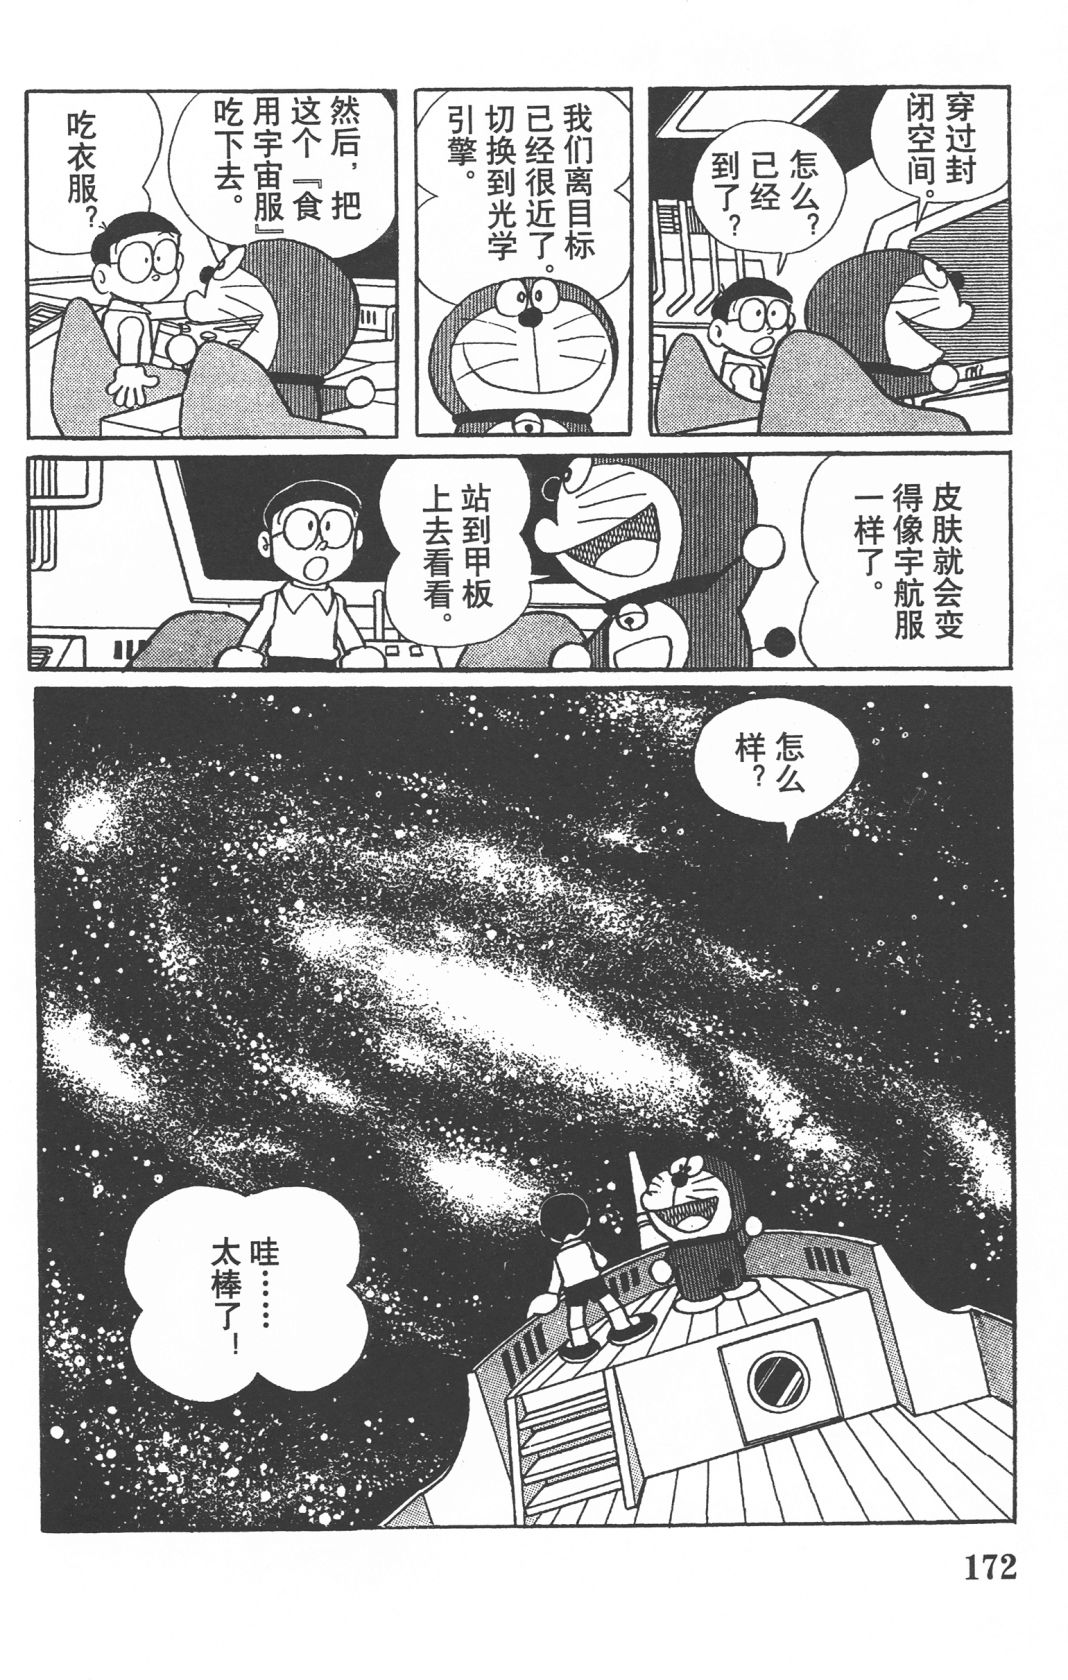 穿过封
闭空间。
怎么?
已经
到了?
我们离目标
已经很近了。
切换到光学
引擎。
然后，把
这个『食
用宇宙服』
吃下去。
吃衣服?
皮肤就会变
得像宇航服
一样了。
站到甲板
上去看看。
怎么
样?
哇……
太棒了!
172